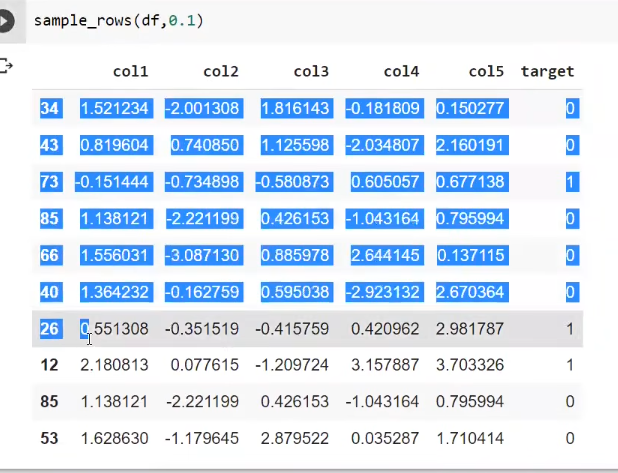 sample_rows(df,0.1)
col1 col2 col3 col4 col5 target
34 1.521234 -2.001308 1.816143 -0.181809 0.150277 0
43 0.819604 0.740850 1.125598 -2.034807 2.160191 0
73 -0.151444 -0.734898 -0.580873 0.605057 0.677138 1
85 1.138121 -2.221199 0.426153 -1.043164 0.795994 0
66 1.556031 -3.087130 0.885978 2.644145 0.137115 0
40 1.364232 -0.162759 0.595038 -2.923132 2.670364 0
26 0.551308 -0.351519 -0.415759 0.420962 2.981787 1
12 2.180813 0.077615 -1.209724 3.157887 3.703326 1
85 1.138121 -2.221199 0.426153 -1.043164 0.795994 0
53 1.628630 -1.179645 2.879522 0.035287 1.710414 0